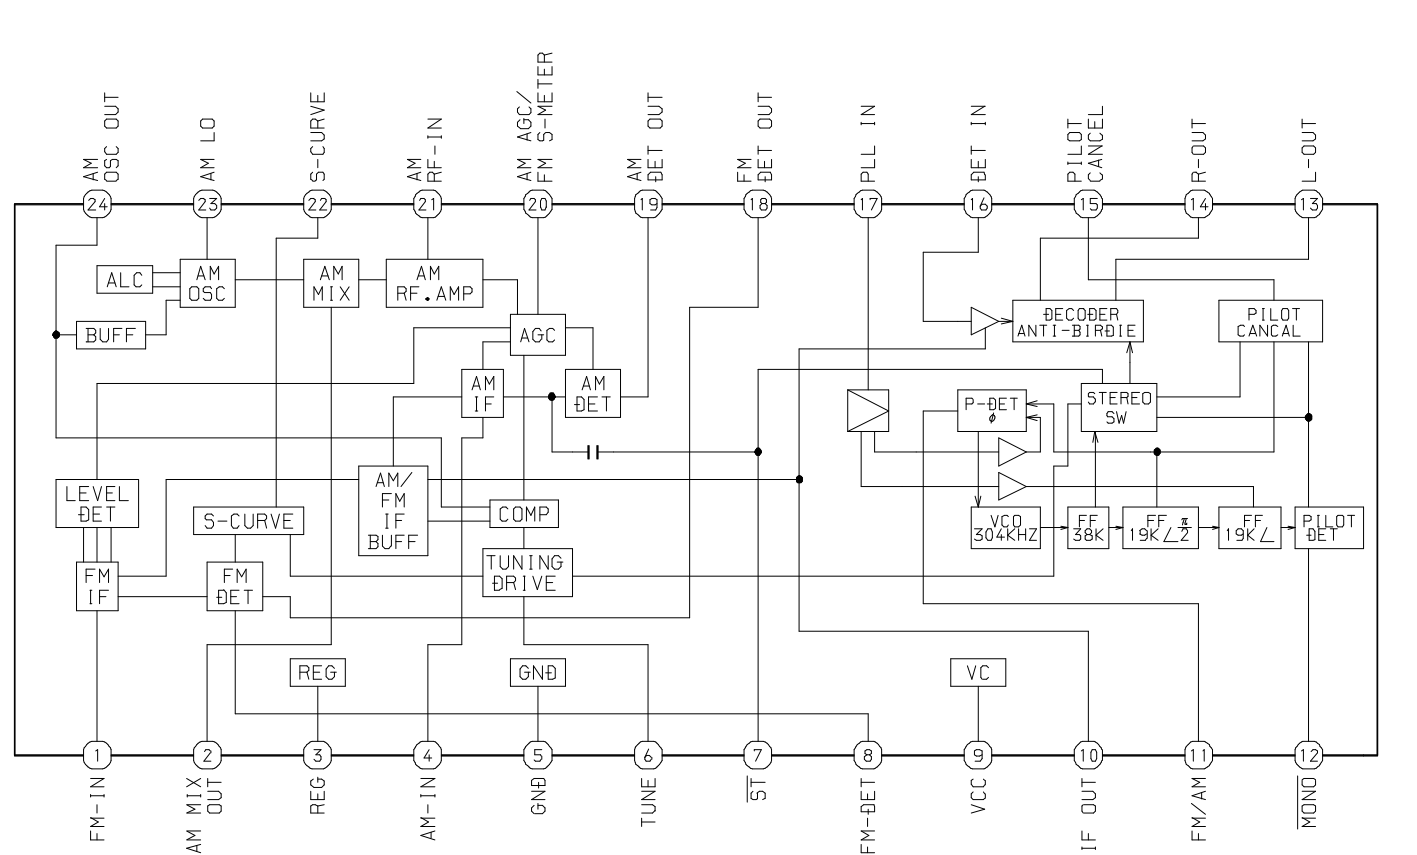 AM
OSC OUT
AM LO
S-CURVE
AM
RF-IN
AM AGC/
FM S-METER
AM
DET OUT
FM
DET OUT
PLL IN
DET IN
PILOT
CANCEL
R-OUT
L-OUT
24
23
22
21
20
19
18
17
16
15
14
13
ALC
AM
OSC
AM
MIX
AM
RF.AMP
BUFF
AGC
DECODER
ANTI-BIRDIE
PILOT
CANCAL
AM
IF
AM
DET
P-DET
φ
STEREO
SW
LEVEL
DET
S-CURVE
AM/
FM
IF
BUFF
COMP
VCO
304KHZ
FF
38K
FF
19K∠π/2
FF
19K∠
PILOT
DET
FM
IF
FM
DET
TUNING
DRIVE
REG
GND
VC
1
2
3
4
5
6
7
8
9
10
11
12
FM-IN
AM MIX
OUT
REG
AM-IN
GND
TUNE
ST
FM-DET
VCC
IF OUT
FM/AM
MONO